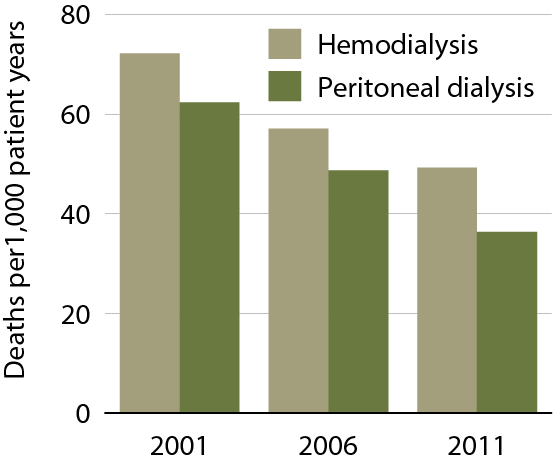 Deaths per1,000 patient years
80
60
40
20
0
Hemodialysis
Peritoneal dialysis
2001
2006
2011